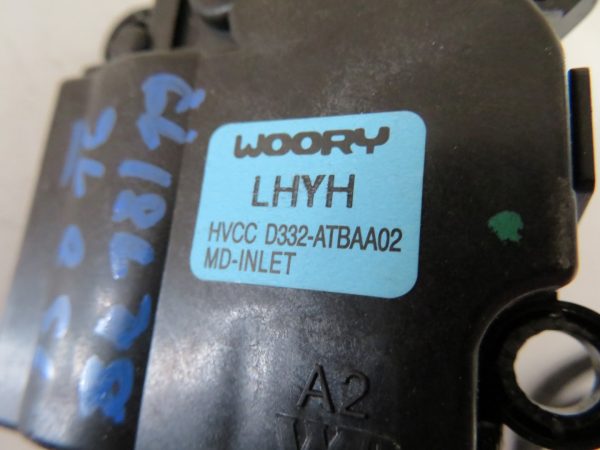 WOORY
LHYH
HVCC D332-ATBAA02
MD-INLET
A2